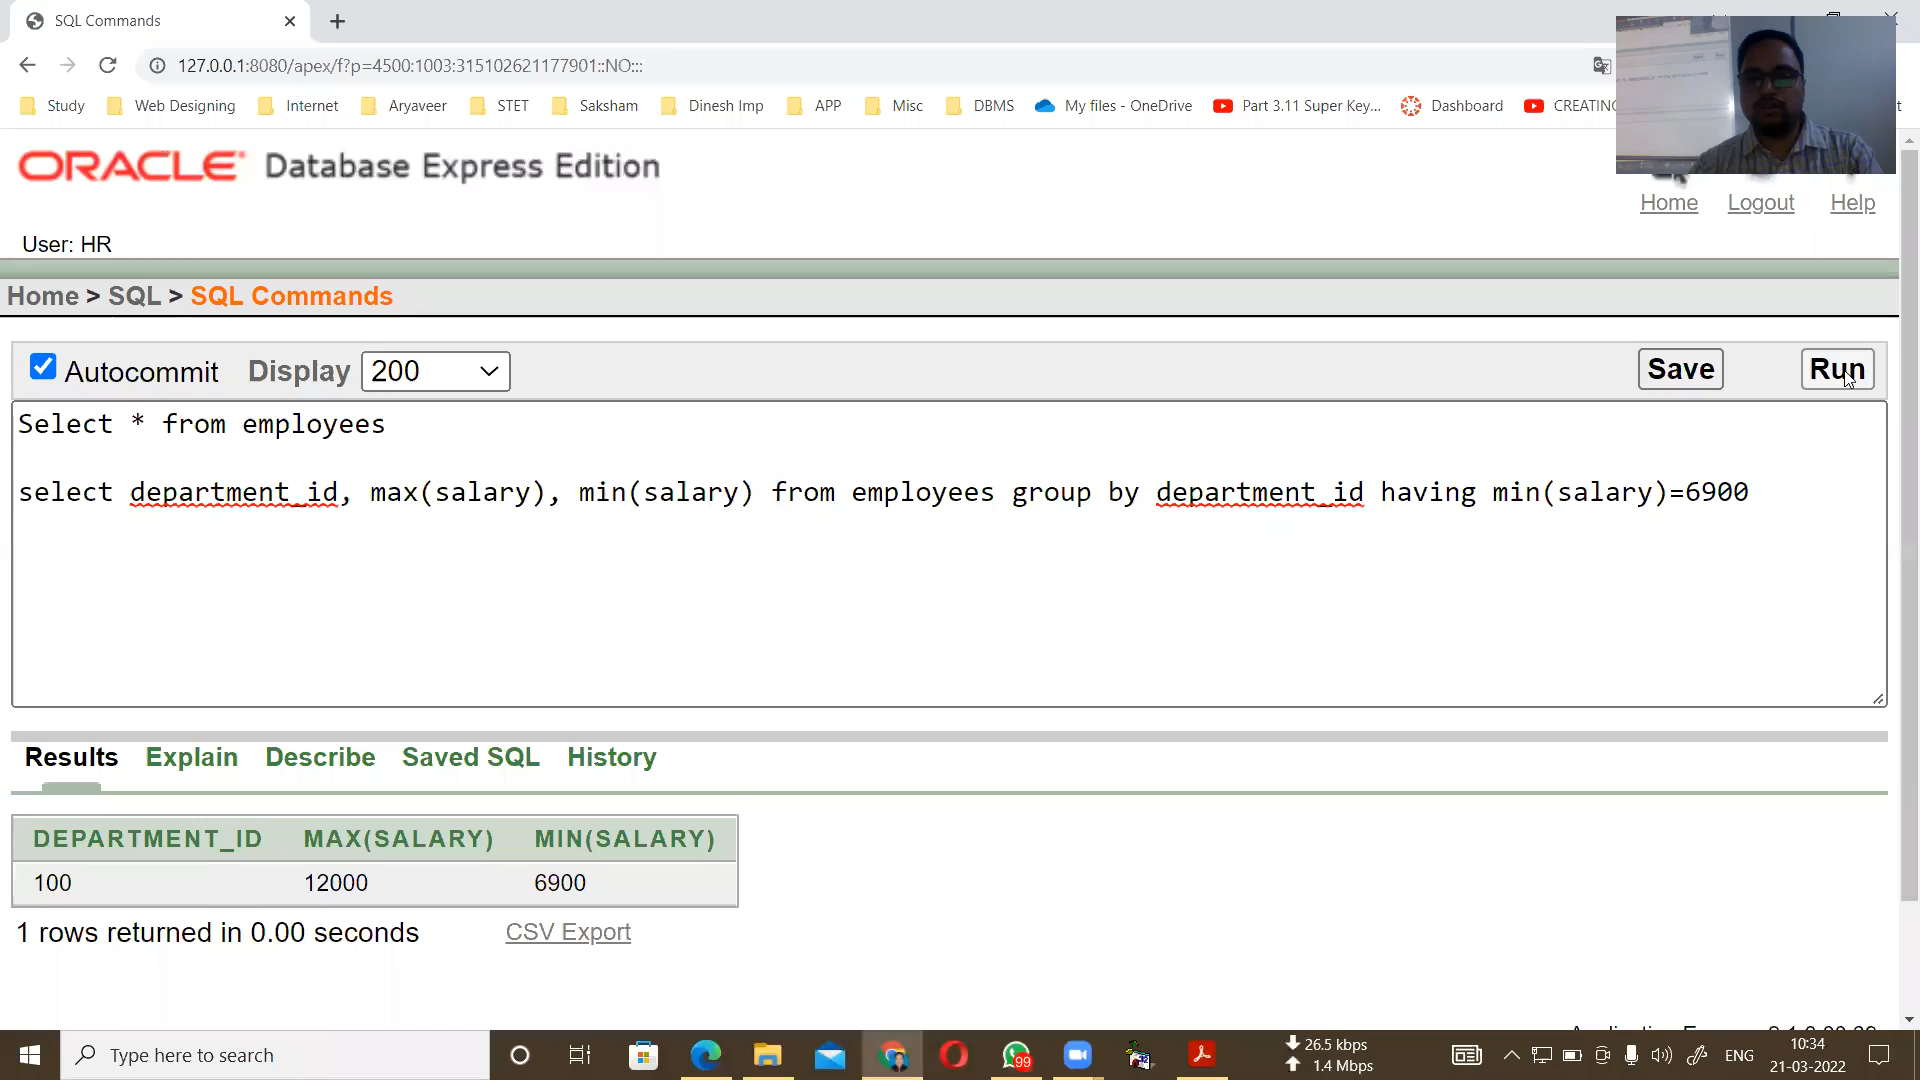 SQL Commands
127.0.0.1:8080/apex/f?p=4500:1003:315102621177901::NO:::
Study Web Designing Internet Aryaveer STET Saksham Dinesh Imp APP Misc DBMS My files - OneDrive Part 3.11 Super Key... Dashboard CREATING
ORACLE Database Express Edition
Home Logout Help
User: HR
Home > SQL > SQL Commands
Autocommit Display 200 Save Run
Select * from employees
select department_id, max(salary), min(salary) from employees group by department_id having min(salary)=6900
Results Explain Describe Saved SQL History
DEPARTMENT_ID MAX(SALARY) MIN(SALARY)
100 12000 6900
1 rows returned in 0.00 seconds CSV Export
Type here to search
99
32
26.5 kbps
1.4 Mbps
ENG
10:34
21-03-2022